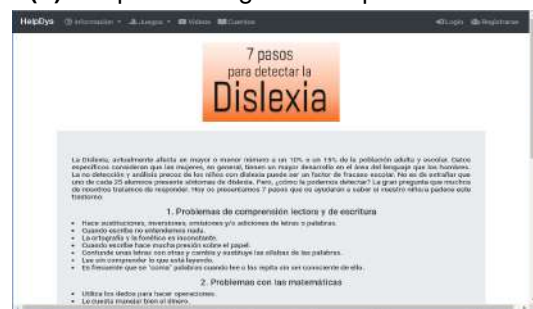 HelpDys Información Juegos Videos Cuentos Login Registrarse
7 pasos
para detectar la
Dislexia
La Dislexia, actualmente afecta en mayor o menor número a un 10% o un 15% de la población adulta y escolar. Datos
específicos consideran que las mujeres, en general, tienen un mayor desarrollo en el área del lenguaje que los hombres.
La no detección y análisis precoz de los niños con dislexia puede ser un factor de fracaso escolar. No es de extrañar que
uno de cada 25 alumnos presente síntomas de dislexia. Pero, ¿cómo la podemos detectar? La gran pregunta que muchos
de nosotros tratamos de responder. Hoy os presentamos 7 pasos que os ayudarán a saber si nuestro niño/a padece este
trastorno.
1. Problemas de comprensión lectora y de escritura
Hace sustituciones, inversiones, omisiones y/o adiciones de letras o palabras.
Cuando escribe no entendemos nada.
La ortografía y la fonética es inconstante.
Cuando escribe hace mucha presión sobre el papel.
Confunde unas letras con otras y cambia y sustituye las sílabas de las palabras.
Lee sin comprender lo que está leyendo.
Es frecuente que se "coma" palabras cuando lee o las repita sin ser consciente de ello.
2. Problemas con las matemáticas
Utiliza los dedos para hacer operaciones.
Le cuesta manejar bien el dinero.